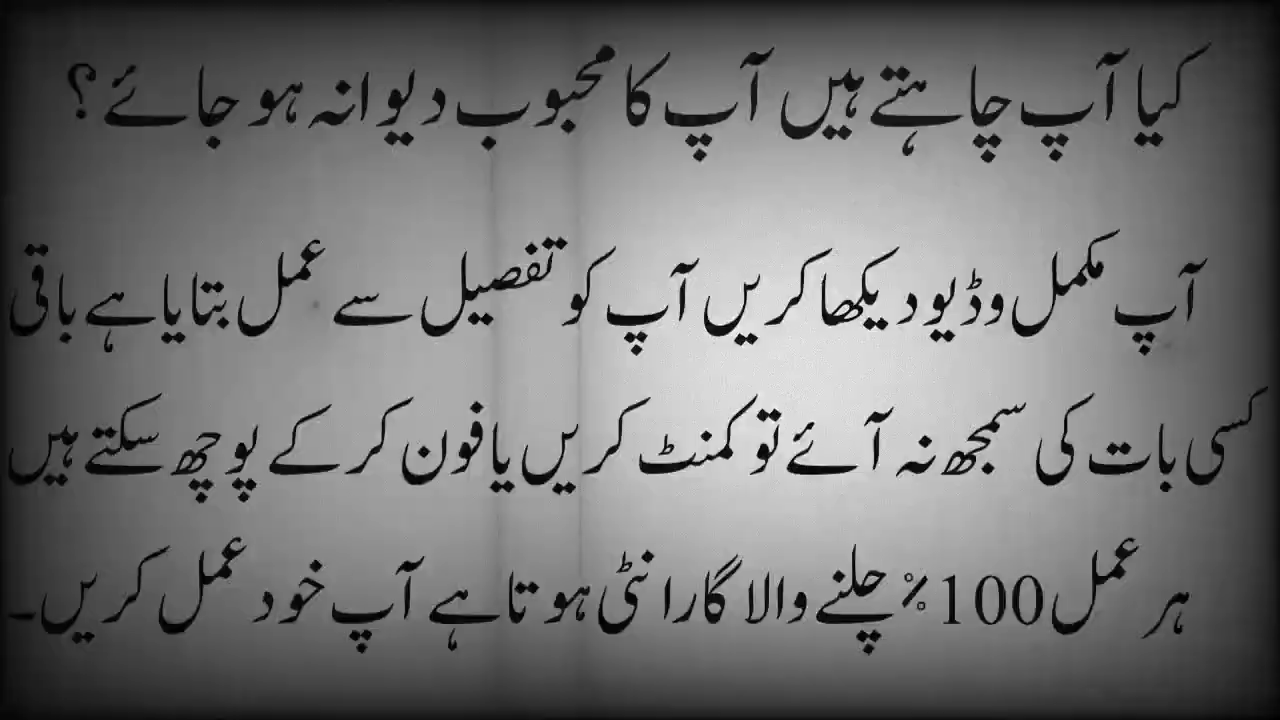 کیا آپ چاہتے ہیں آپ کا محبوب دیوانہ ہو جائے؟
آپ مکمل وڈیو دیکھا کریں آپ کو تفصیل سے عمل بتایا ہے باقی
کسی بات کی سمجھ نہ آئے تو کمنٹ کریں یا فون کر کے پوچھ سکتے ہیں
ہر عمل 100% چلنے والا گارانٹی ہوتا ہے آپ خود عمل کریں۔